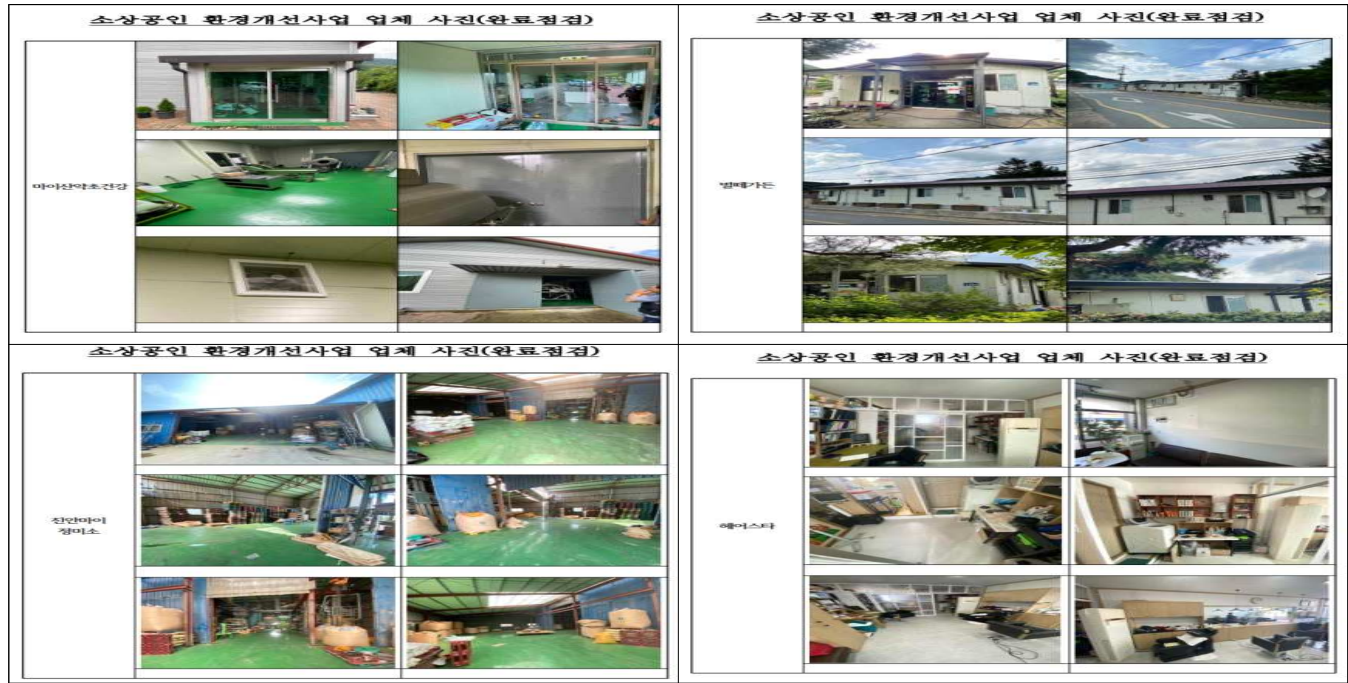 소상공인 환경개선사업 업체 사진(완료점검)
마이산약초건강
소상공인 환경개선사업 업체 사진(완료점검)
벌떼가든
소상공인 환경개선사업 업체 사진(완료점검)
진안마이
정미소
소상공인 환경개선사업 업체 사진(완료점검)
헤어스타